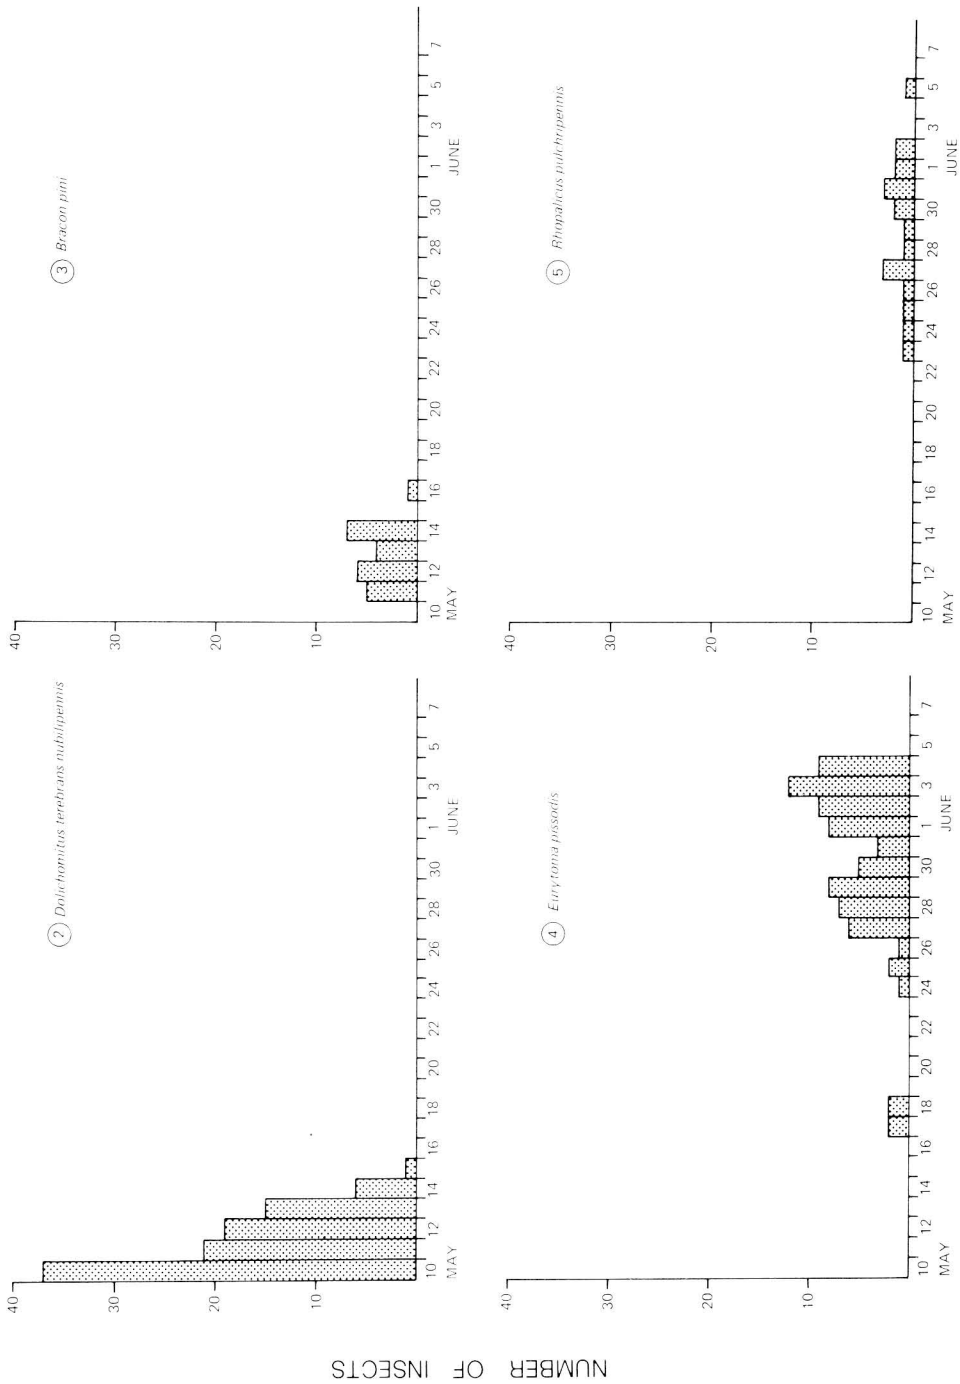 NUMBER OF INSECTS
2 Dolichomitus terebrans nubilipennis
40 30 20 10
10 12 14 16 18 20 22 24 26 28 30 1 3 5 7
MAY JUNE
3 Bracon pini
40 30 20 10
10 12 14 16 18 20 22 24 26 28 30 1 3 5 7
MAY JUNE
4 Eurytoma pissodis
40 30 20 10
10 12 14 16 18 20 22 24 26 28 30 1 3 5 7
MAY JUNE
5 Rhopalicus pulchripennis
40 30 20 10
10 12 14 16 18 20 22 24 26 28 30 1 3 5 7
MAY JUNE